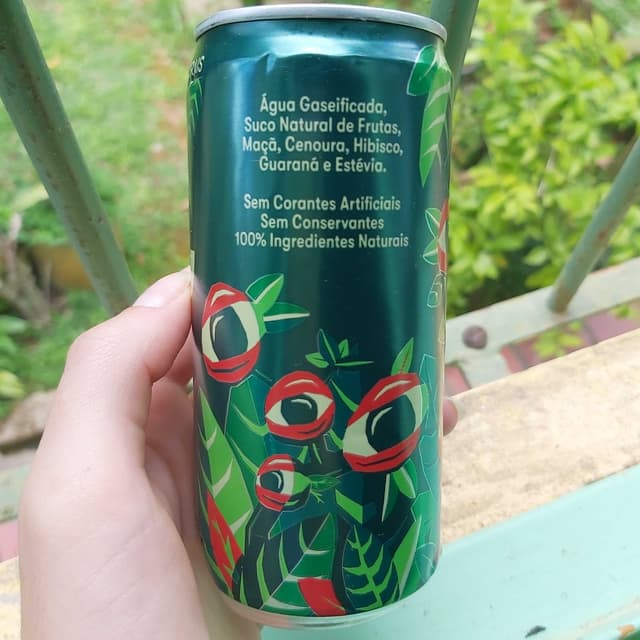 Água Gaseificada,
Suco Natural de Frutas,
Maçã, Cenoura, Hibisco,
Guaraná e Estévia.
Sem Corantes Artificiais
Sem Conservantes
100% Ingredientes Naturais